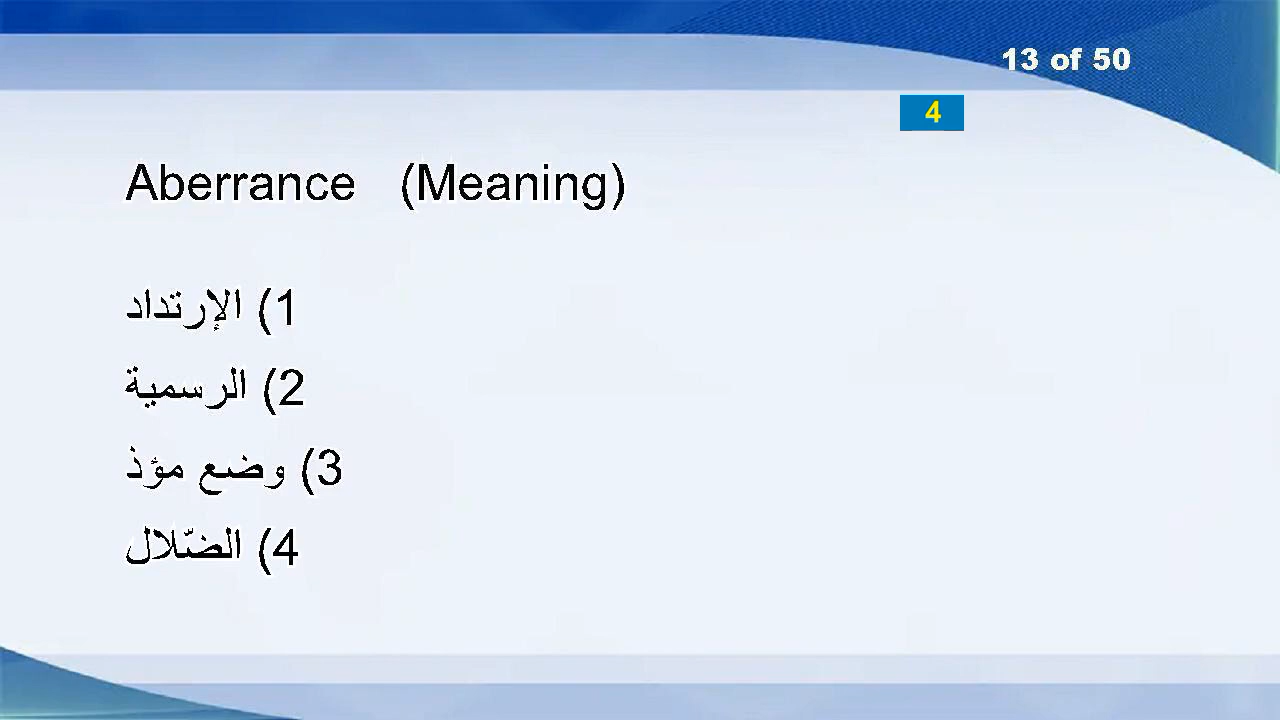 13 of 50
4
Aberrance (Meaning)
1) الإرتداد
2) الرسمية
3) وضع مؤذ
4) الضّلال